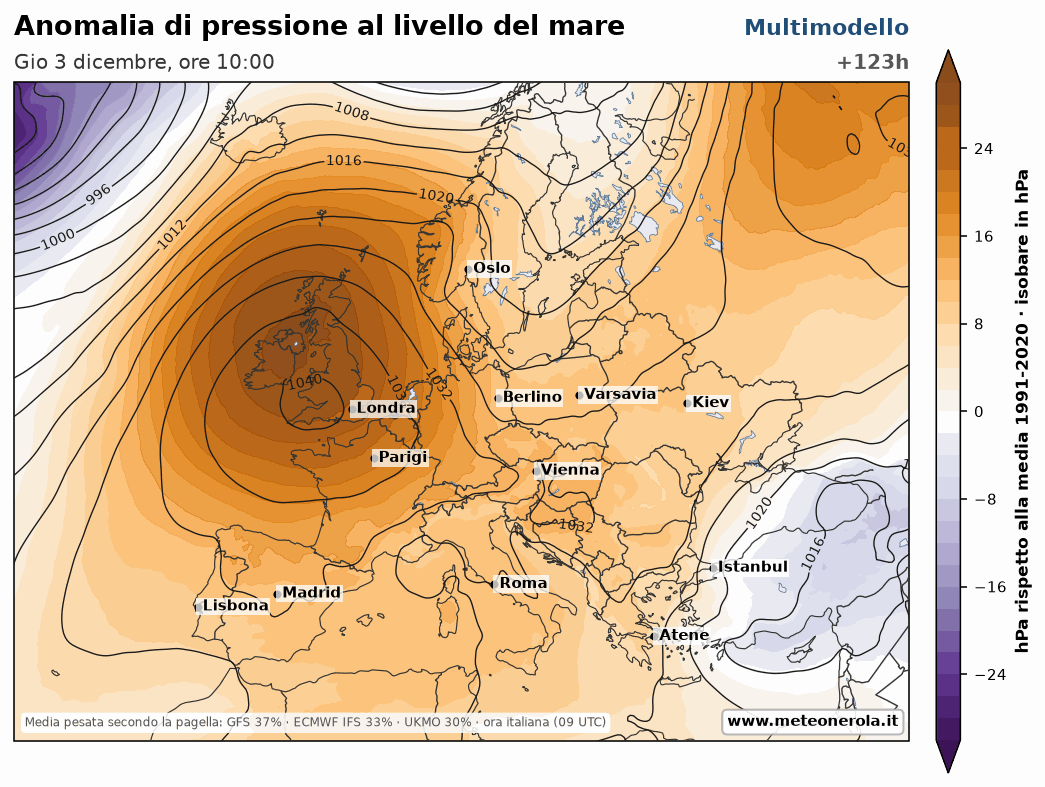 Anomalia di pressione al livello del mare
Multimodello
Gio 3 dicembre, ore 10:00
+123h
1008
1016
996
1020
1012
1000
Oslo
1040
1032
Londra
Berlino
Varsavia
Kiev
Parigi
Vienna
1020
1032
1016
Istanbul
Roma
Madrid
Lisbona
Atene
Media pesata secondo la pagella: GFS 37% · ECMWF IFS 33% · UKMO 30% · ora italiana (09 UTC)
www.meteonerola.it
24
16
8
0
−8
−16
−24
hPa rispetto alla media 1991-2020 · isobare in hPa